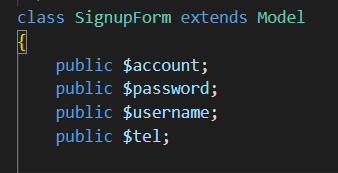 class SignupForm extends Model
{
public $account;
public $password;
public $username;
public $tel;